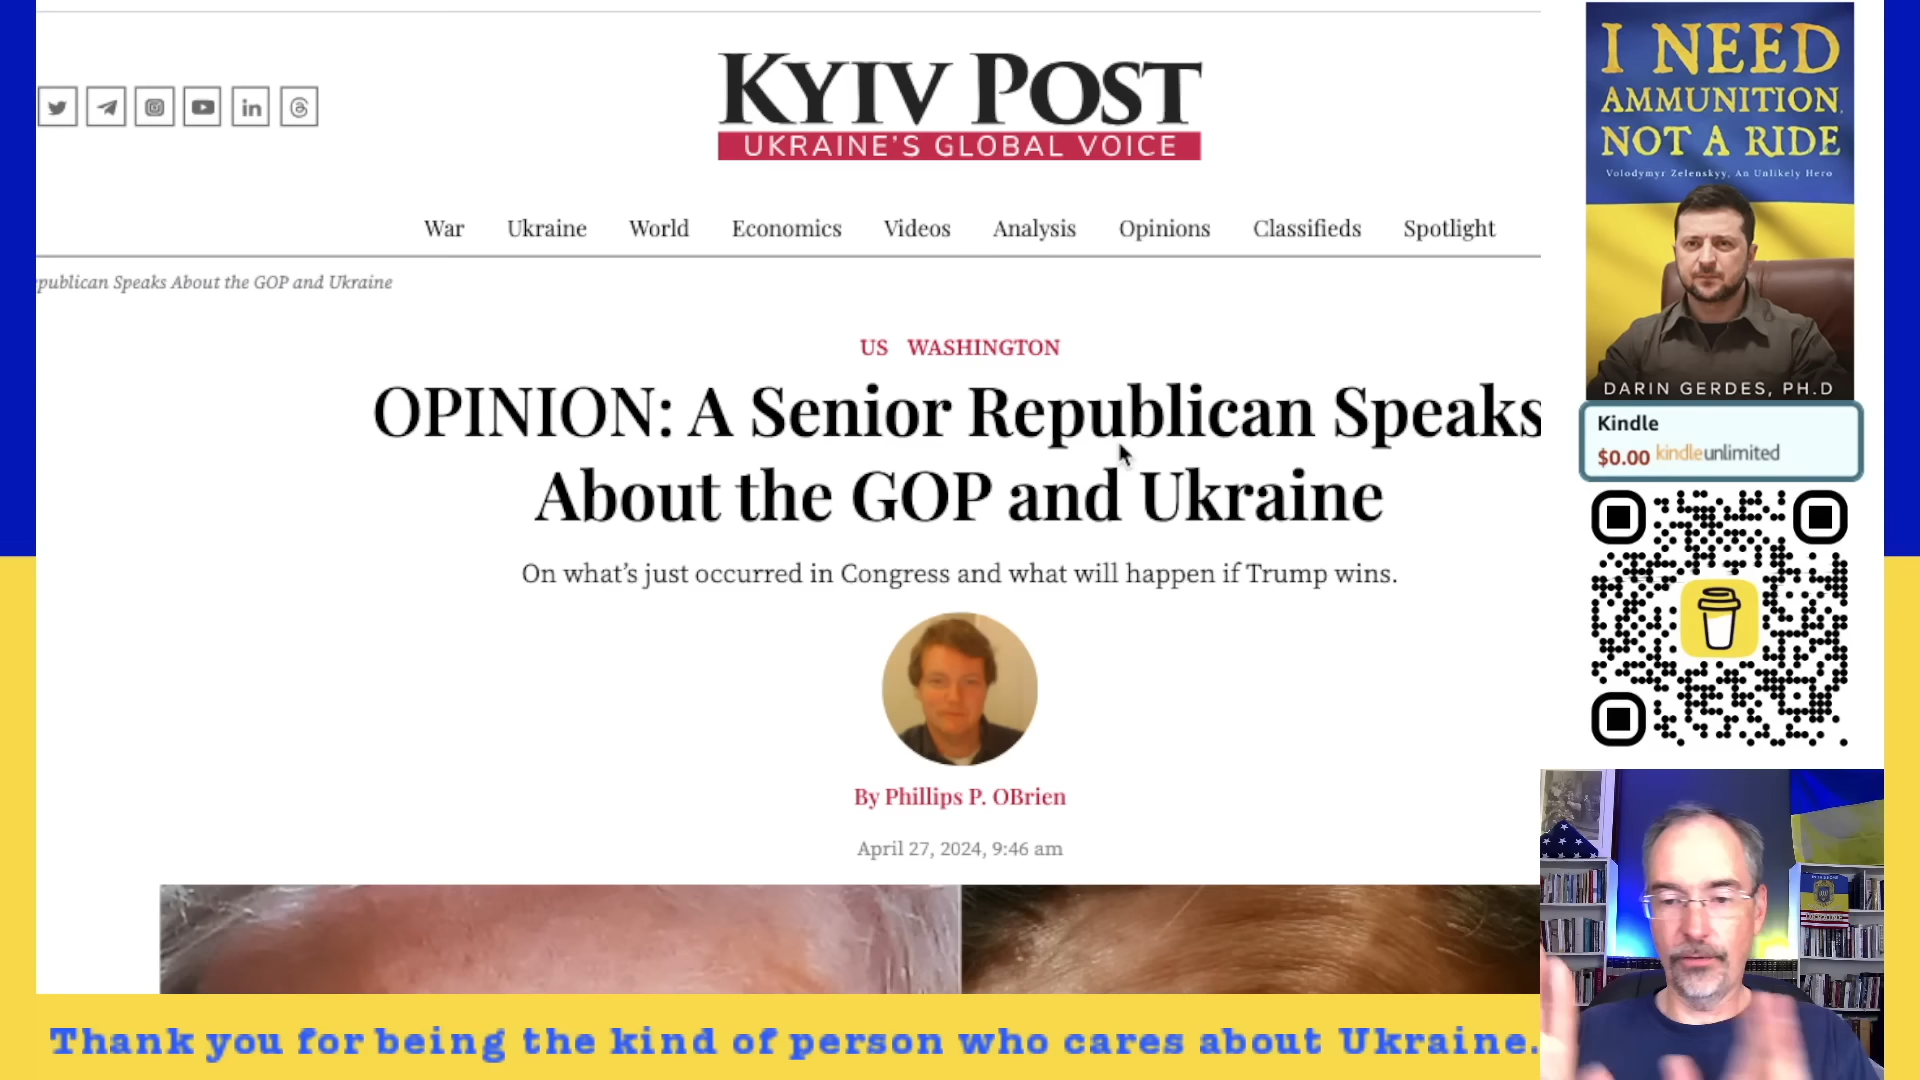 KYIV POST
UKRAINE'S GLOBAL VOICE
War Ukraine World Economics Videos Analysis Opinions Classifieds Spotlight
publican Speaks About the GOP and Ukraine
US WASHINGTON
OPINION: A Senior Republican Speaks
About the GOP and Ukraine
On what's just occurred in Congress and what will happen if Trump wins.
By Phillips P. OBrien
April 27, 2024, 9:46 am
I NEED
AMMUNITION,
NOT A RIDE
Volodymyr Zelenskyy, An Unlikely Hero
DARIN GERDES, PH.D
Kindle
$0.00 kindleunlimited
Thank you for being the kind of person who cares about Ukraine.